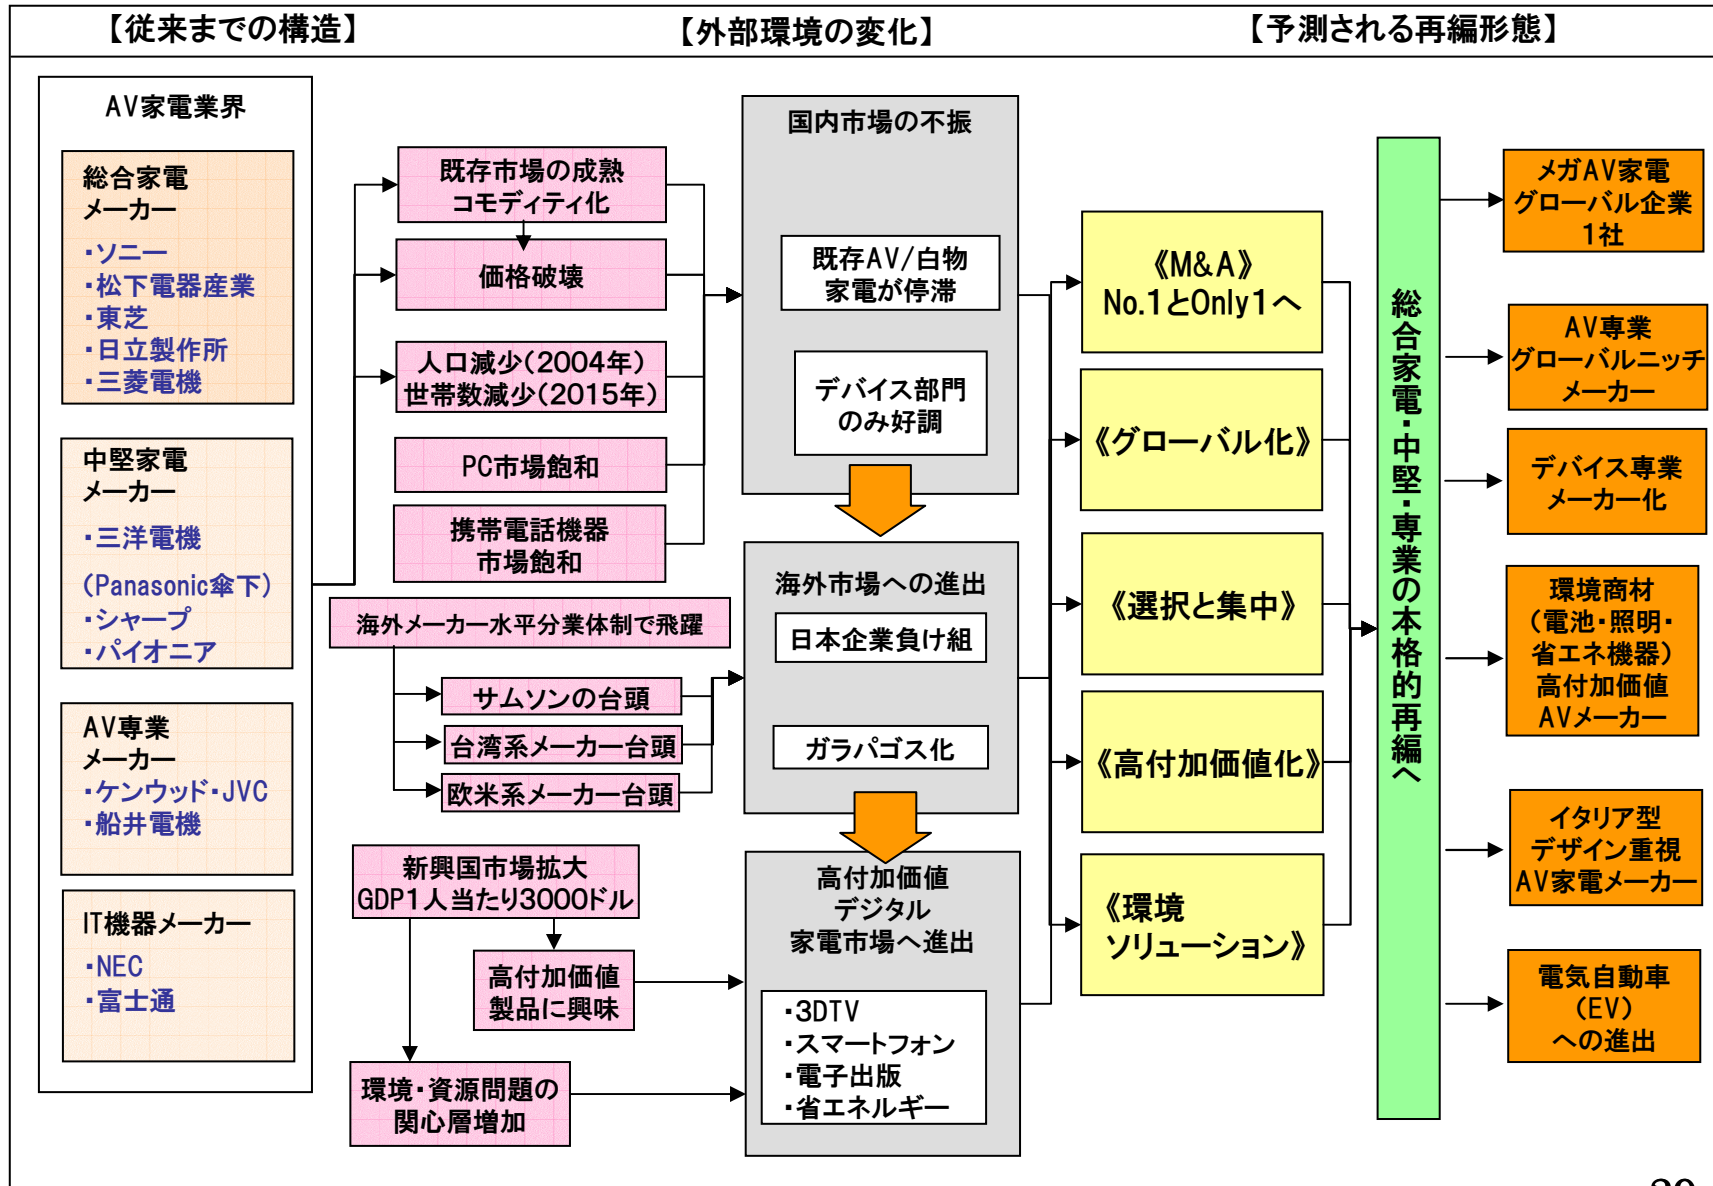 【従来までの構造】
【外部環境の変化】
【予測される再編形態】
AV家電業界
総合家電
メーカー
・ソニー
・松下電器産業
・東芝
・日立製作所
・三菱電機
中堅家電
メーカー
・三洋電機
(Panasonic傘下)
・シャープ
・パイオニア
AV専業
メーカー
・ケンウッド・JVC
・船井電機
IT機器メーカー
・NEC
・富士通
既存市場の成熟
コモディティ化
価格破壊
人口減少(2004年)
世帯数減少(2015年)
PC市場飽和
携帯電話機器
市場飽和
海外メーカー水平分業体制で飛躍
サムソンの台頭
台湾系メーカー台頭
欧米系メーカー台頭
新興国市場拡大
GDP1人当たり3000ドル
高付加価値
製品に興味
環境・資源問題の
関心層増加
国内市場の不振
既存AV/白物
家電が停滞
デバイス部門
のみ好調
海外市場への進出
日本企業負け組
ガラパゴス化
高付加価値
デジタル
家電市場へ進出
・3DTV
・スマートフォン
・電子出版
・省エネルギー
《M&A》
No.1とOnly1へ
《グローバル化》
《選択と集中》
《高付加価値化》
《環境
ソリューション》
総合家電・中堅・専業の本格的再編へ
メガAV家電
グローバル企業
1社
AV専業
グローバルニッチ
メーカー
デバイス専業
メーカー化
環境商材
(電池・照明・
省エネ機器)
高付加価値
AVメーカー
イタリア型
デザイン重視
AV家電メーカー
電気自動車
(EV)
への進出